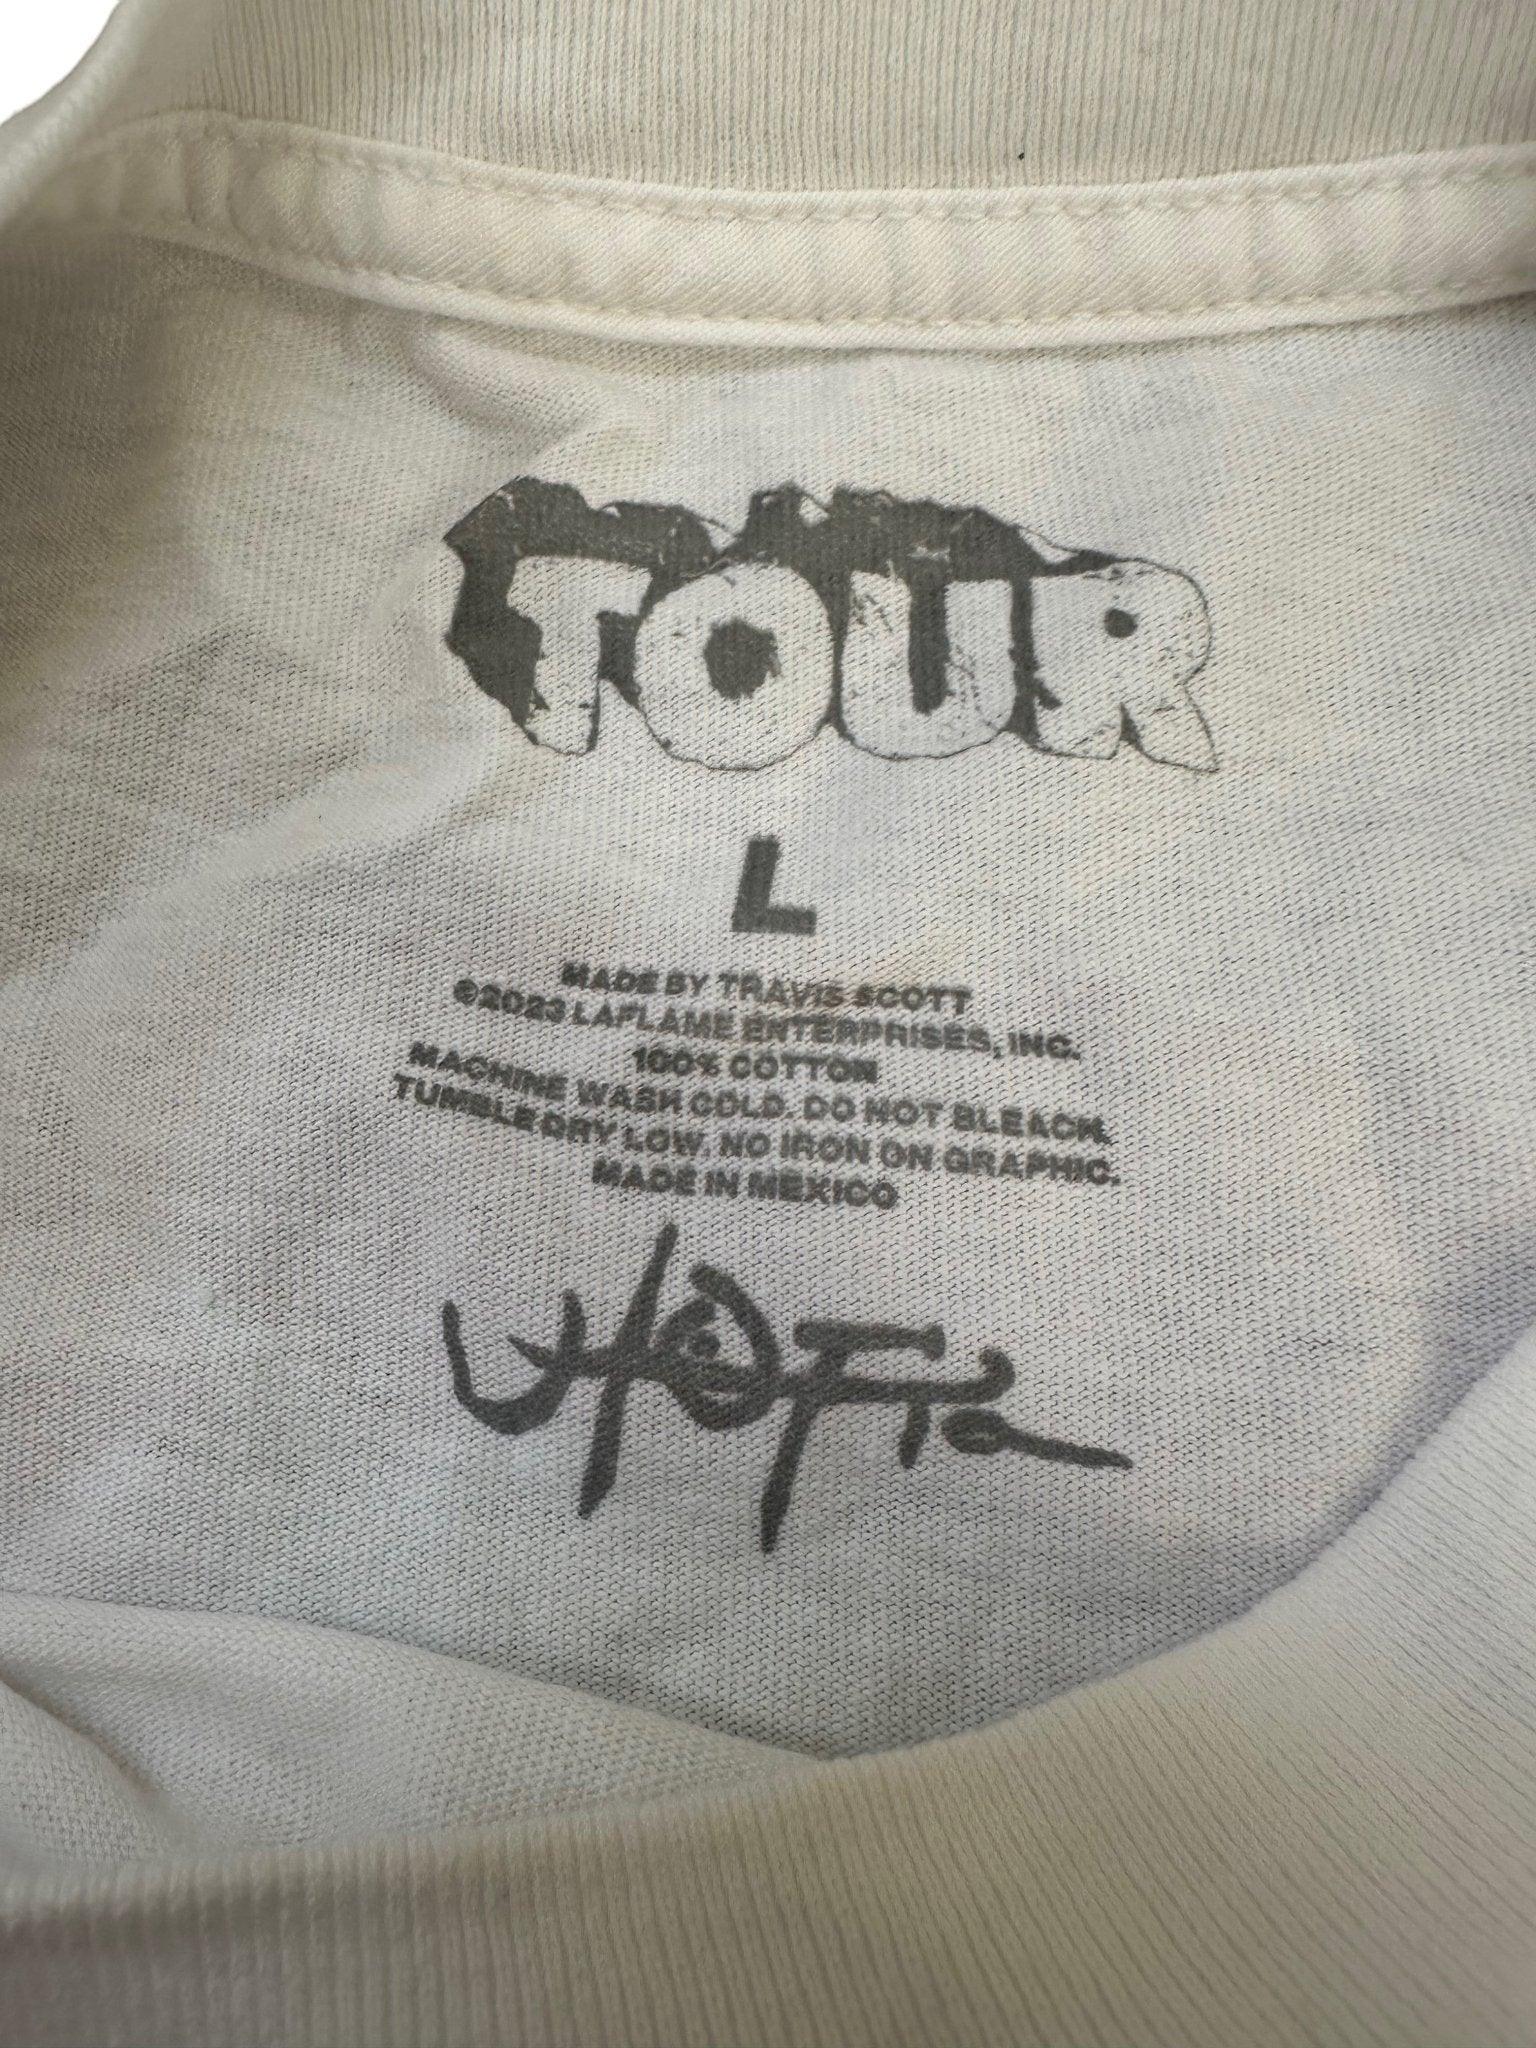 TOUR
L
MADE BY TRAVIS SCOTT
©2023 LAFLAME ENTERPRISES, INC.
100% COTTON
MACHINE WASH COLD. DO NOT BLEACH.
TUMBLE DRY LOW. NO IRON ON GRAPHIC.
MADE IN MEXICO
UTOPIA